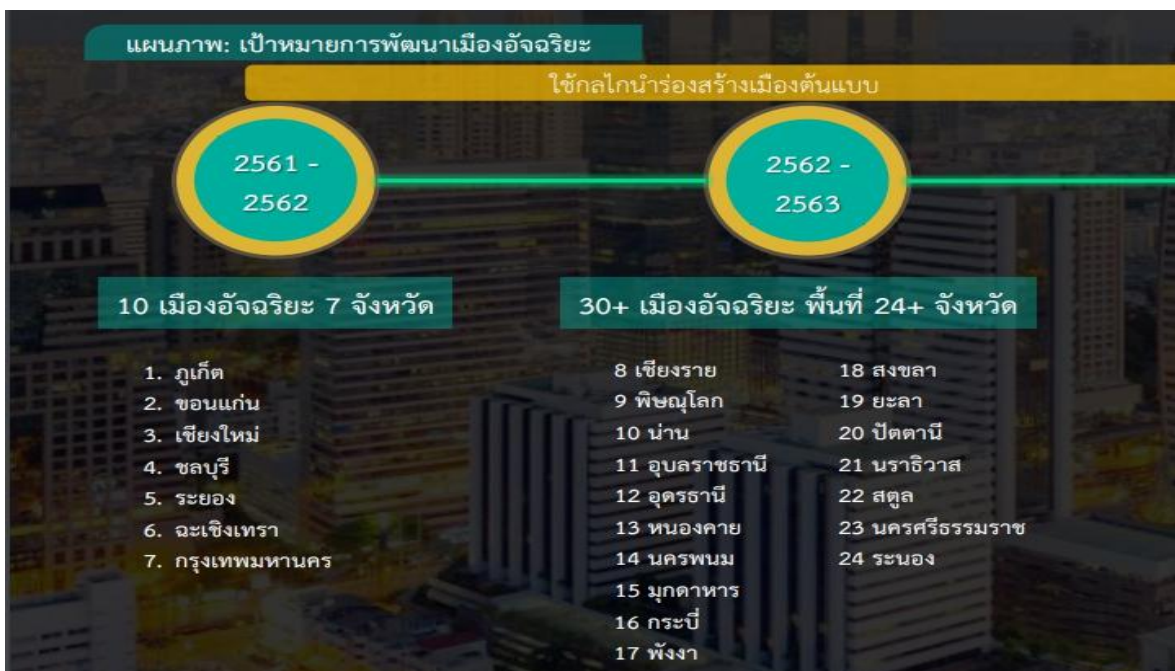 แผนภาพ: เป้าหมายการพัฒนาเมืองอัจฉริยะ
ใช้กลไกนำร่องสร้างเมืองต้นแบบ
2561 -
2562
2562 -
2563
10 เมืองอัจฉริยะ 7 จังหวัด
30+ เมืองอัจฉริยะ พื้นที่ 24+ จังหวัด
1. ภูเก็ต
2. ขอนแก่น
3. เชียงใหม่
4. ชลบุรี
5. ระยอง
6. ฉะเชิงเทรา
7. กรุงเทพมหานคร
8 เชียงราย
9 พิษณุโลก
10 น่าน
11 อุบลราชธานี
12 อุดรธานี
13 หนองคาย
14 นครพนม
15 มุกดาหาร
16 กระบี่
17 พังงา
18 สงขลา
19 ยะลา
20 ปัตตานี
21 นราธิวาส
22 สตูล
23 นครศรีธรรมราช
24 ระนอง